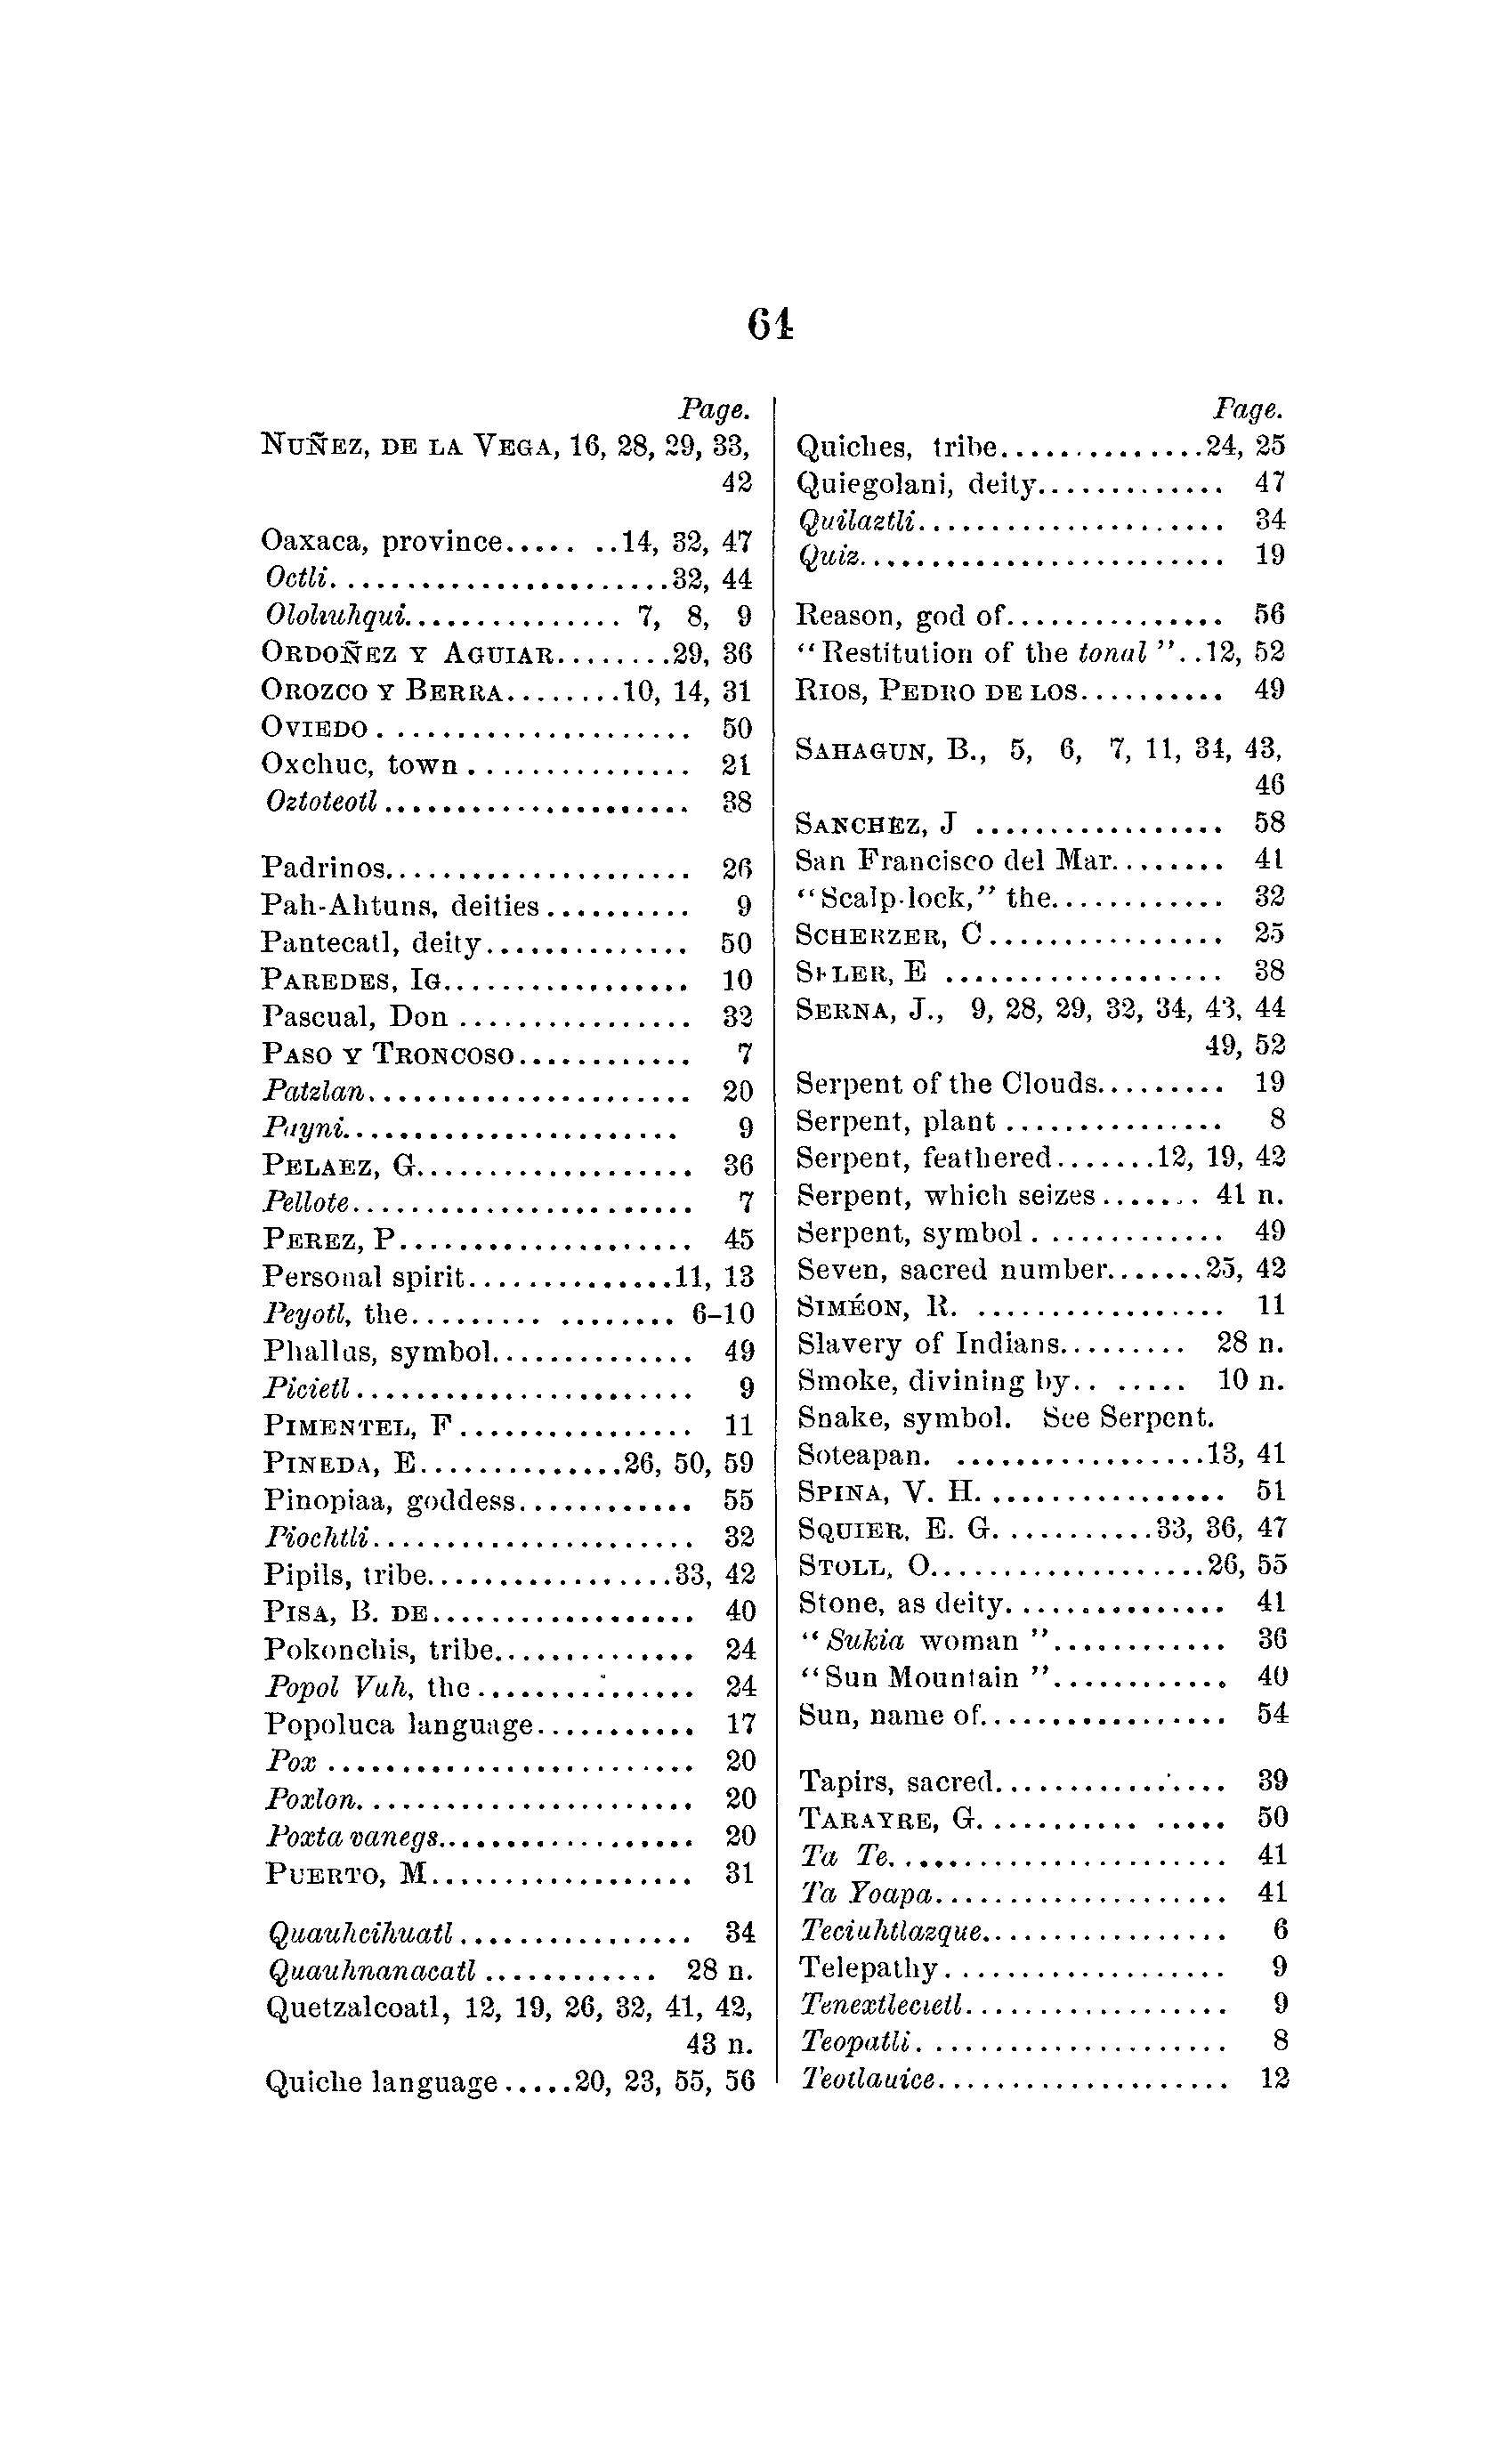 64
Page.
NUÑEZ, DE LA VEGA, 16, 28, 29, 33,
42
Oaxaca, province..... ..14, 32, 47
Octli.......................32, 44
Ololiuhqui............... 7, 8, 9
ORDOÑEZ Y AGUIAR........29, 36
OROZCO Y BERRA........10, 14, 31
OVIEDO..................... 50
Oxchuc, town............... 21
Oztoteotl..................... 38
Padrinos..................... 26
Pah-Ahtuns, deities.......... 9
Pantecatl, deity.............. 50
PAREDES, IG................. 10
Pascual, Don................ 32
PASO Y TRONCOSO............ 7
Patzlan...................... 20
Payni....................... 9
PELAEZ, G................... 36
Pellote....................... 7
PEREZ, P.................... 45
Personal spirit..............11, 13
Peyotl, the......... ........ 6-10
Phallus, symbol.............. 49
Picietl....................... 9
PIMENTEL, F................ 11
PINEDA, E..............26, 50, 59
Pinopiaa, goddess............ 55
Piochtli...................... 32
Pipils, tribe.................33, 42
PISA, B. DE.................. 40
Pokonchis, tribe.............. 24
Popol Vuh, the............... 24
Popoluca language........... 17
Pox......................... 20
Poxlon....................... 20
Poxta vanegs.................. 20
PUERTO, M.................. 31
Quauhcihuatl................ 34
Quauhnanacatl............ 28 n.
Quetzalcoatl, 12, 19, 26, 32, 41, 42,
43 n.
Quiche language.....20, 23, 55, 56
Page.
Quiches, tribe..............24, 25
Quiegolani, deity............. 47
Quilaztli..................... 34
Quiz......................... 19
Reason, god of............... 56
"Restitution of the tonal"..12, 52
RIOS, PEDRO DE LOS.......... 49
SAHAGUN, B., 5, 6, 7, 11, 34, 43,
46
SANCHEZ, J................. 58
San Francisco del Mar........ 41
"Scalp-lock," the............ 32
SCHERZER, C................ 25
SELER, E................... 38
SERNA, J., 9, 28, 29, 32, 34, 43, 44
49, 52
Serpent of the Clouds......... 19
Serpent, plant............... 8
Serpent, feathered.......12, 19, 42
Serpent, which seizes....... 41 n.
Serpent, symbol............. 49
Seven, sacred number.......25, 42
SIMÉON, R.................. 11
Slavery of Indians......... 28 n.
Smoke, divining by.. ..... 10 n.
Snake, symbol. See Serpent.
Soteapan. .................13, 41
SPINA, V. H................. 51
SQUIER, E. G...........33, 36, 47
STOLL, O...................26, 55
Stone, as deity............... 41
"Sukia woman"............ 36
"Sun Mountain"............ 40
Sun, name of................. 54
Tapirs, sacred................ 39
TARAYRE, G........... ..... 50
Ta Te....................... 41
Ta Yoapa.................... 41
Teciuhtlazque................. 6
Telepathy................... 9
Tenextlecietl.................. 9
Teopatli..................... 8
Teotlauice.................... 12